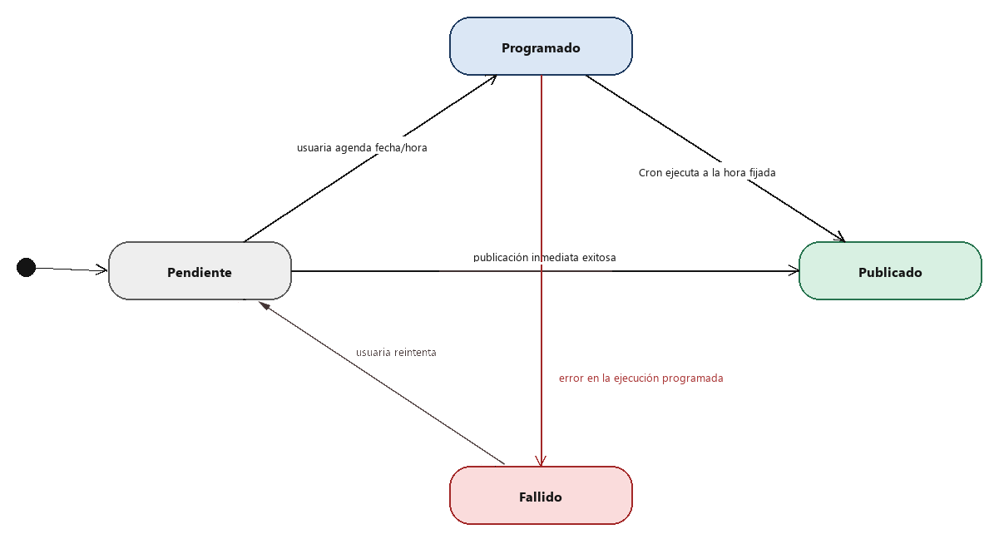 Programado
usuaria agenda fecha/hora
Cron ejecuta a la hora fijada
publicación inmediata exitosa
Pendiente
Publicado
usuaria reintenta
error en la ejecución programada
Fallido